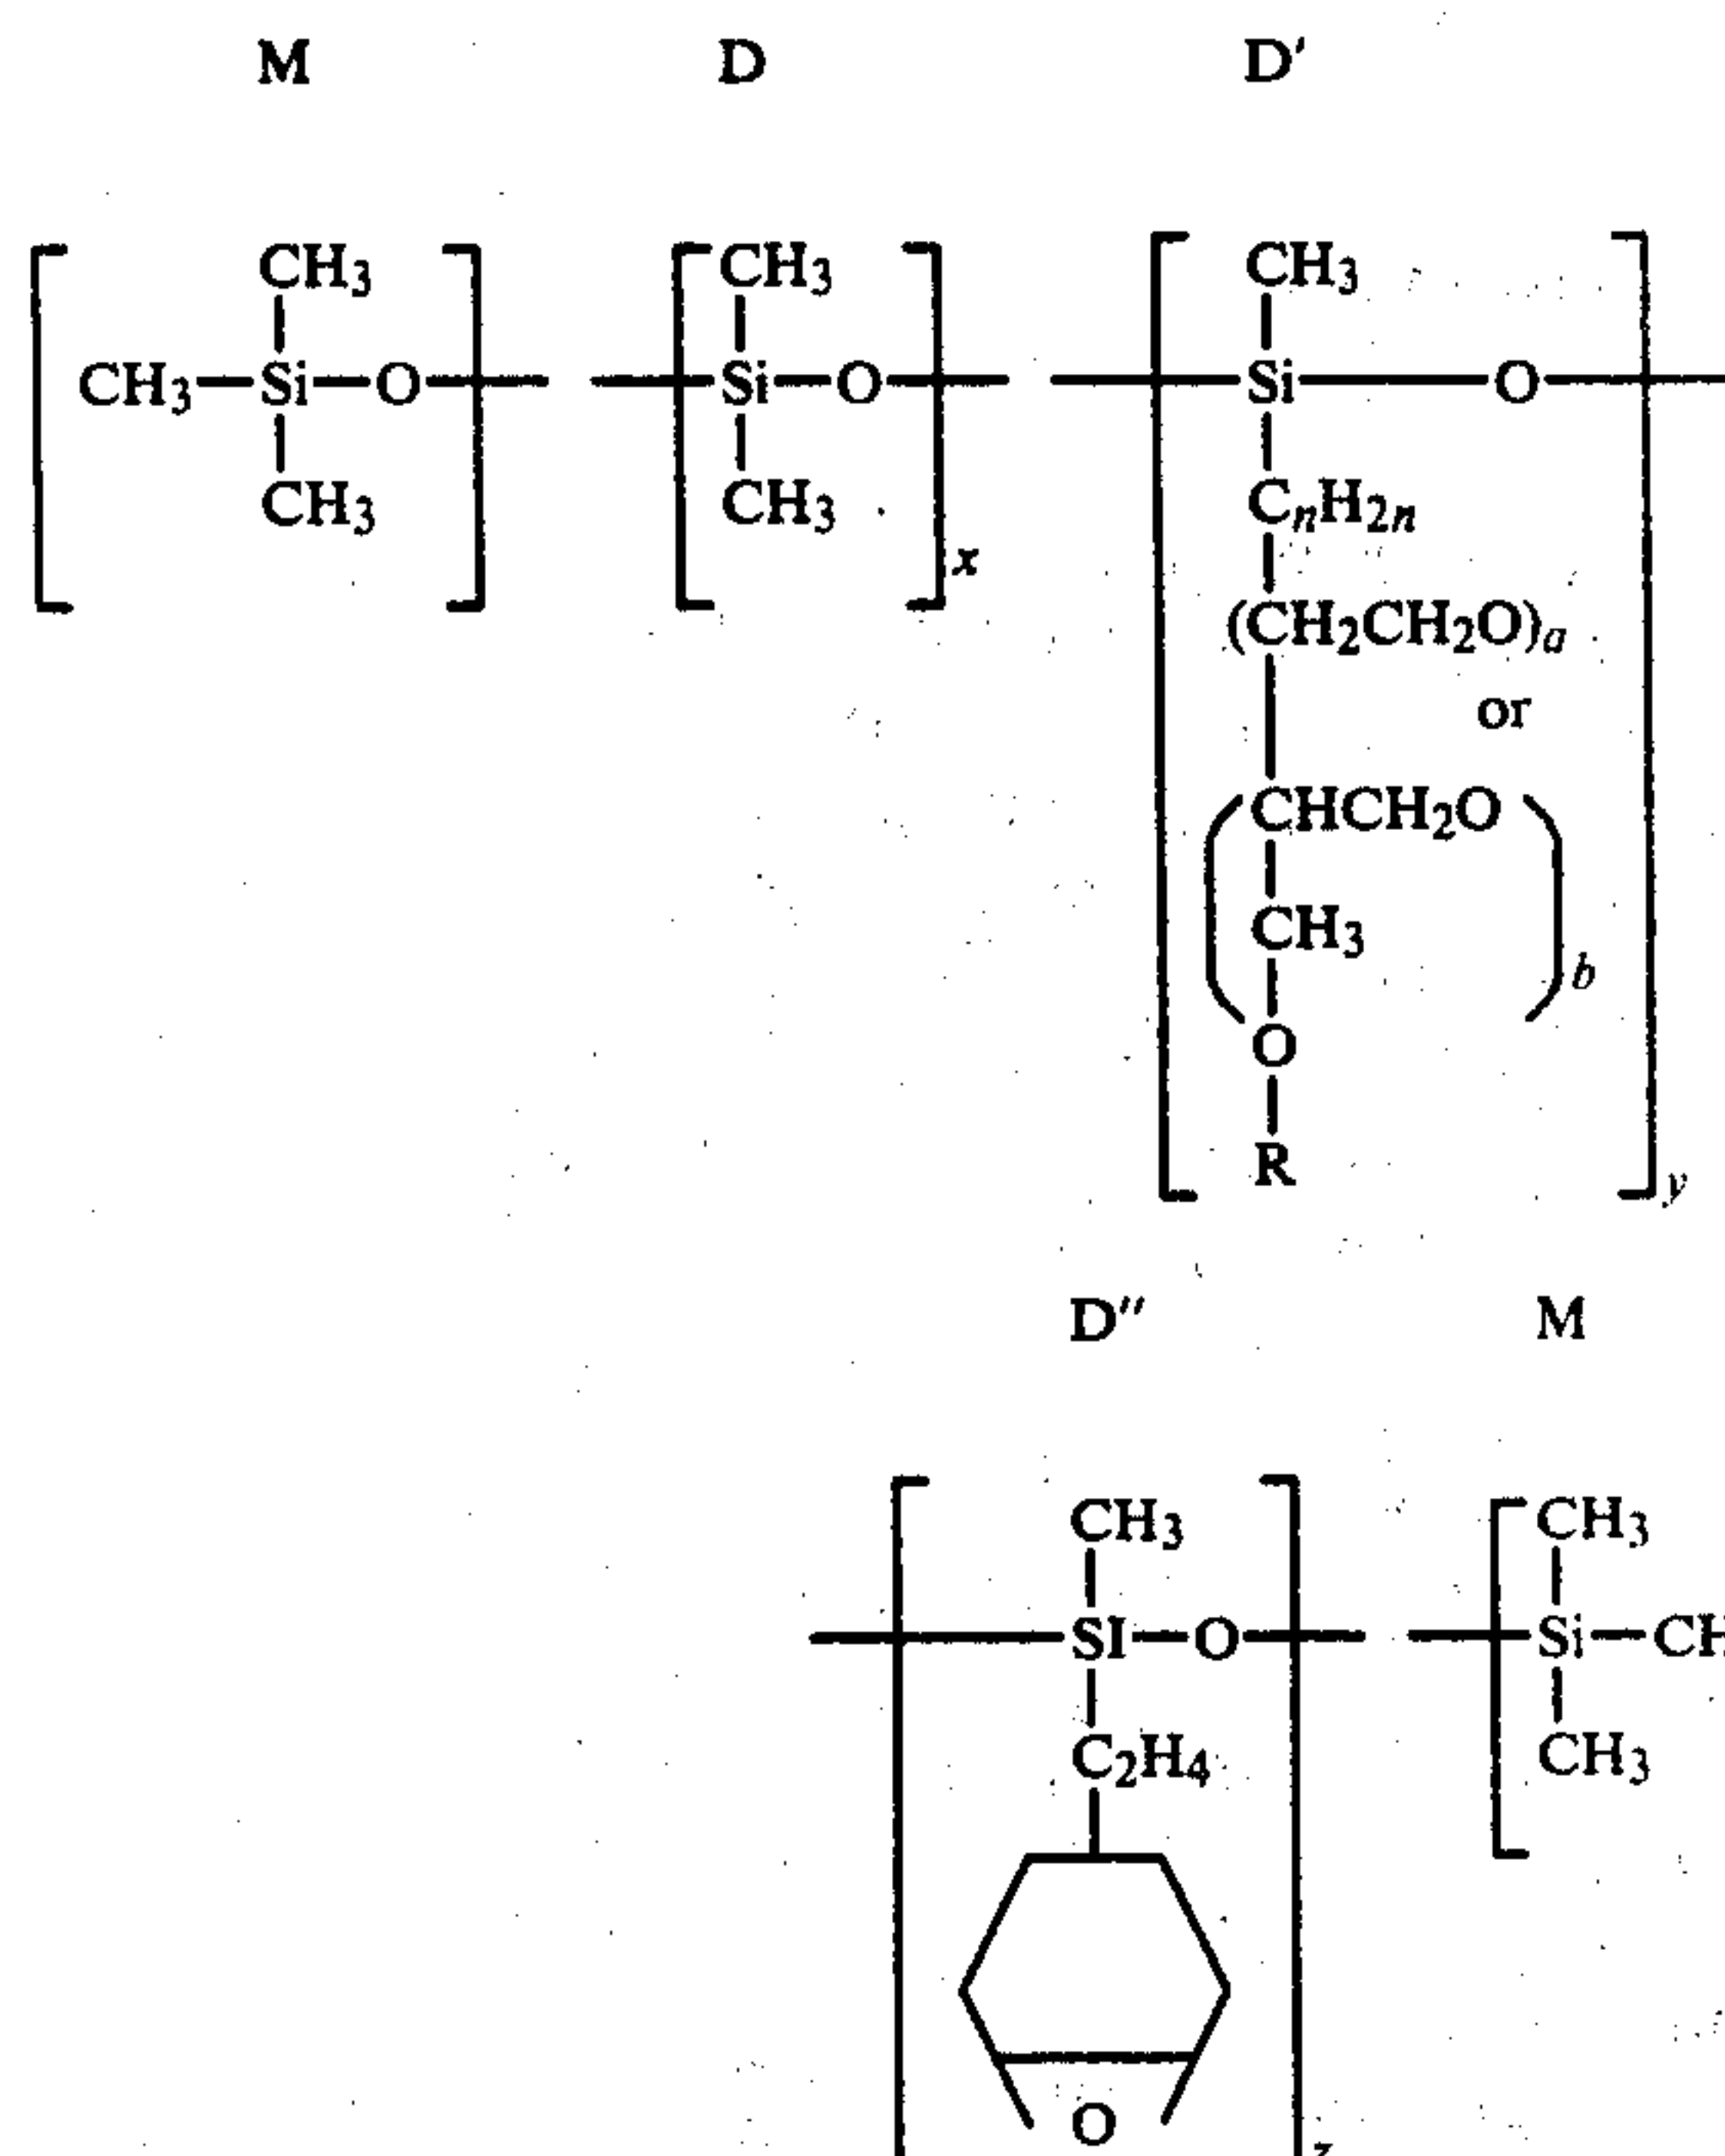 M D D′
CH3 CH3 CH3
CH3—Si—O— —Si—O— —Si—O—
CH3 CH3 x CnH2n
(CH2CH2O)a
or
(CHCH2O
CH3
)b
O
R
y
D″ M
CH3 CH3
—SI—O— —Si—CH
C2H4 CH3
O
z